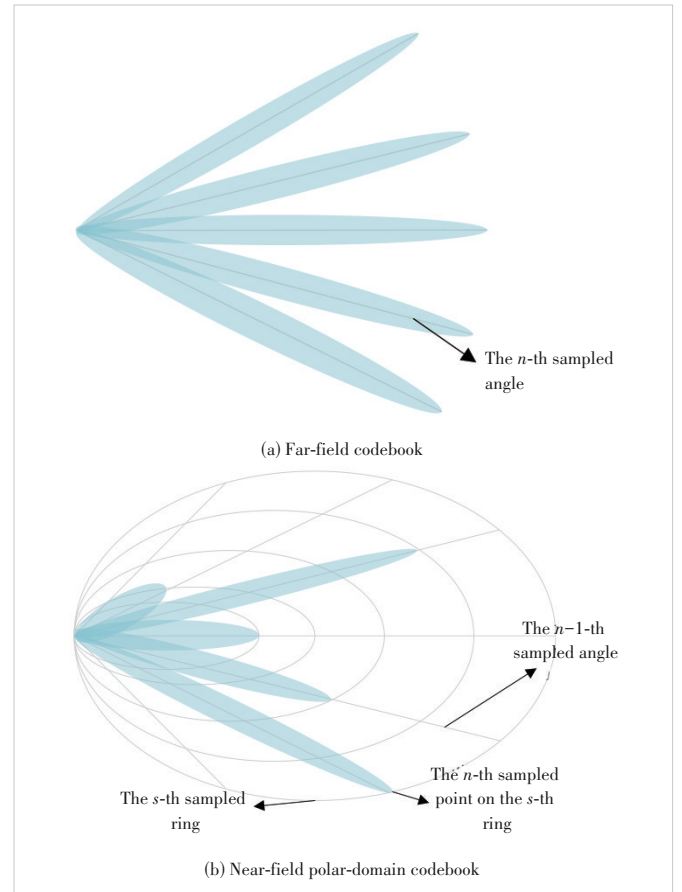 The n-th sampled
angle
(a) Far-field codebook
The n−1-th
sampled angle
The n-th sampled
point on the s-th
ring
The s-th sampled
ring
(b) Near-field polar-domain codebook